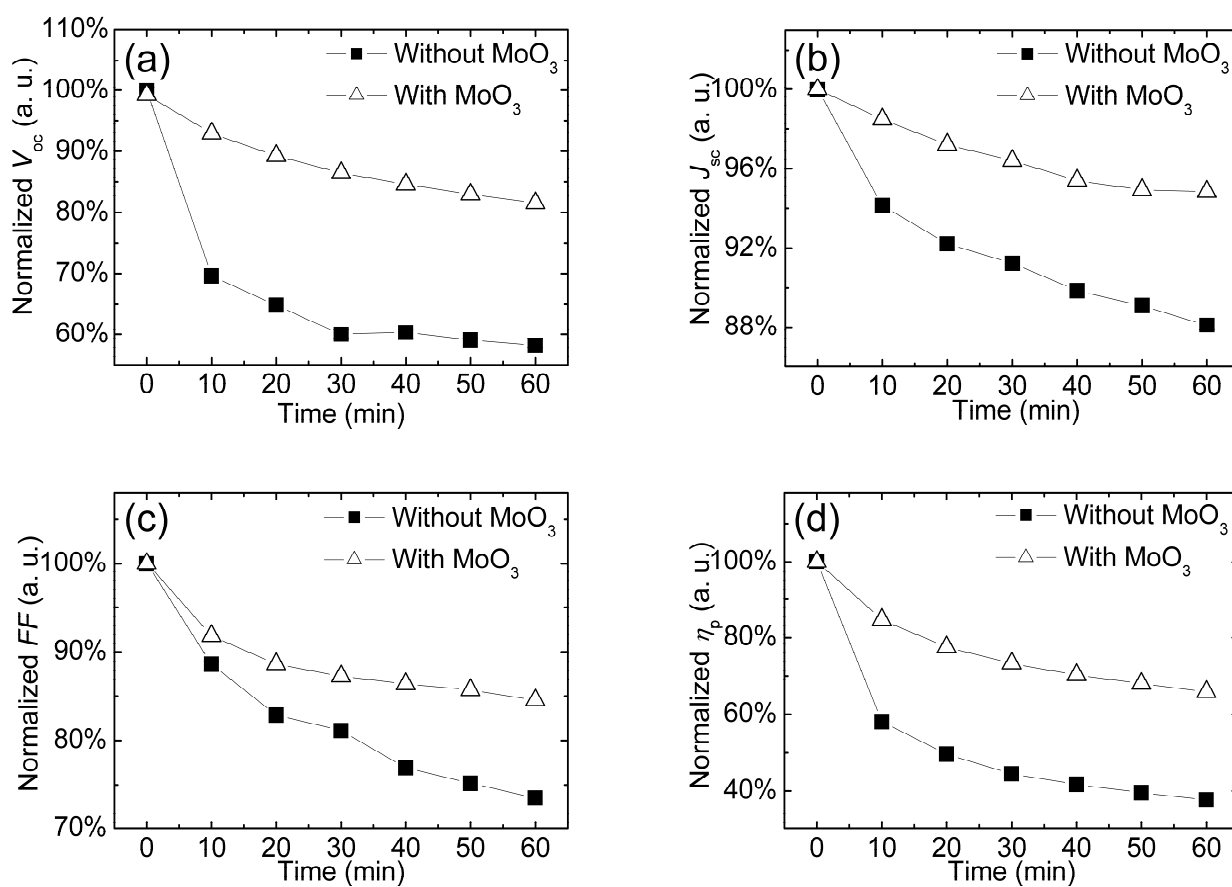 (a)
Without MoO₃
With MoO₃
110%
100%
90%
80%
70%
60%
Normalized Voc (a. u.)
0 10 20 30 40 50 60
Time (min)
(b)
Without MoO₃
With MoO₃
100%
96%
92%
88%
Normalized Jsc (a. u.)
0 10 20 30 40 50 60
Time (min)
(c)
Without MoO₃
With MoO₃
100%
90%
80%
70%
Normalized FF (a. u.)
0 10 20 30 40 50 60
Time (min)
(d)
Without MoO₃
With MoO₃
100%
80%
60%
40%
Normalized ηp (a. u.)
0 10 20 30 40 50 60
Time (min)